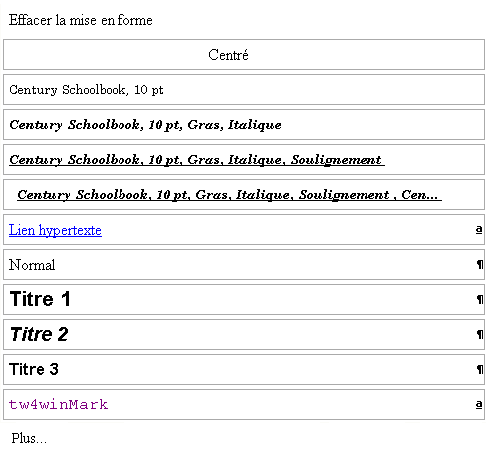 Effacer la mise en forme
Centré
Century Schoolbook, 10 pt
Century Schoolbook, 10 pt, Gras, Italique
Century Schoolbook, 10 pt, Gras, Italique, Soulignement
Century Schoolbook, 10 pt, Gras, Italique, Soulignement , Cen...
Lien hypertexte a
Normal ¶
Titre 1 ¶
Titre 2 ¶
Titre 3 ¶
tw4winMark a
Plus...